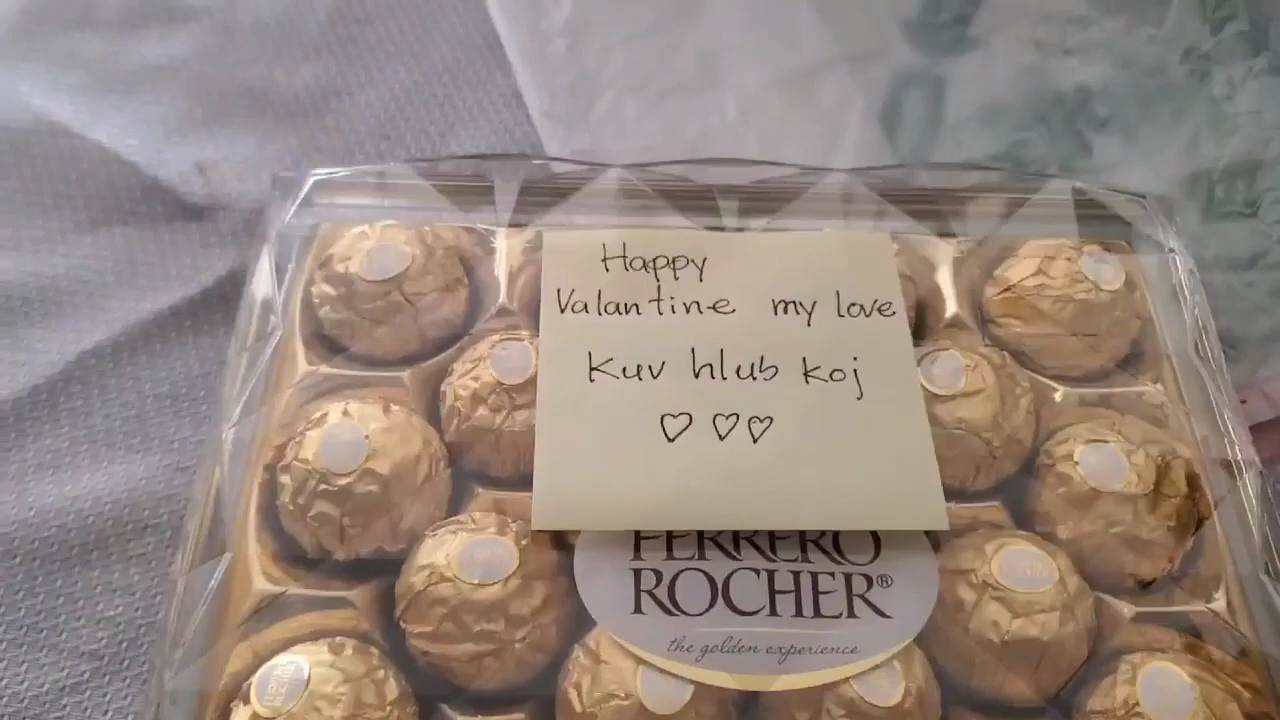 Happy
Valantine my love
Kuv hlub koj
♡ ♡ ♡
FERRERO
ROCHER®
the golden experience